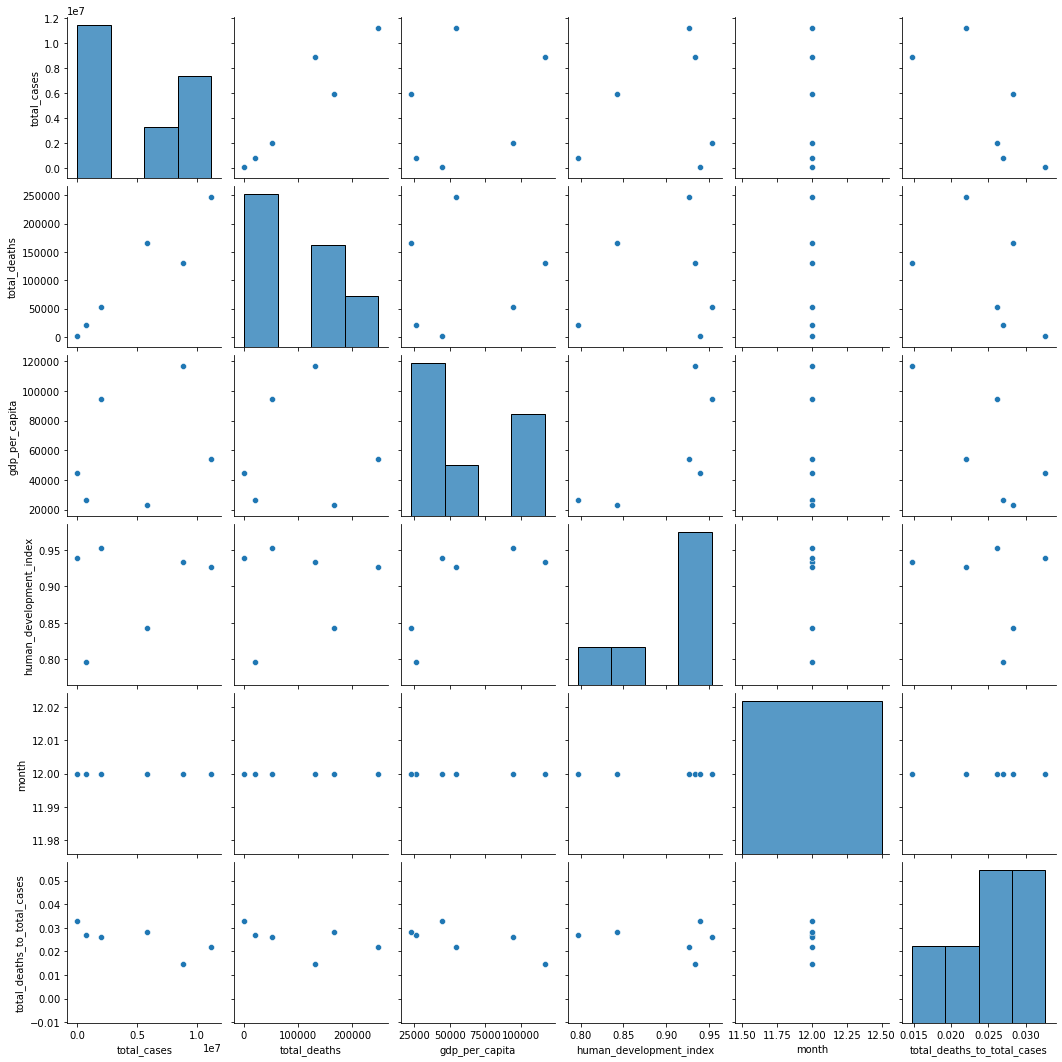 1e7
1.2
1.0
0.8
0.6
0.4
0.2
0.0
total_cases
250000
200000
150000
100000
50000
0
total_deaths
120000
100000
80000
60000
40000
20000
gdp_per_capita
0.95
0.90
0.85
0.80
human_development_index
12.02
12.01
12.00
11.99
11.98
month
0.05
0.04
0.03
0.02
0.01
0.00
−0.01
total_deaths_to_total_cases
0.0 0.5 1.0
1e7
total_cases
0 100000 200000
total_deaths
25000 50000 75000 100000
gdp_per_capita
0.80 0.85 0.90 0.95
human_development_index
11.50 11.75 12.00 12.25 12.50
month
0.015 0.020 0.025 0.030
total_deaths_to_total_cases